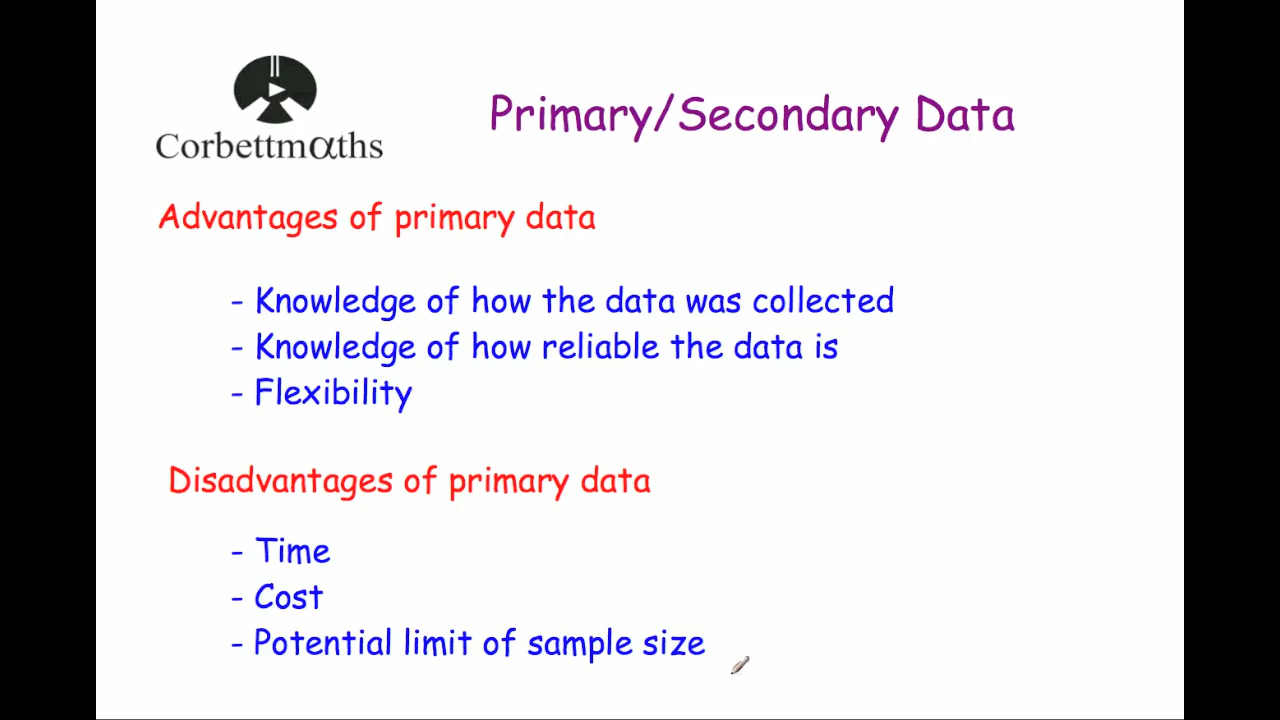 Corbettmαths
Primary/Secondary Data
Advantages of primary data
- Knowledge of how the data was collected
- Knowledge of how reliable the data is
- Flexibility
Disadvantages of primary data
- Time
- Cost
- Potential limit of sample size